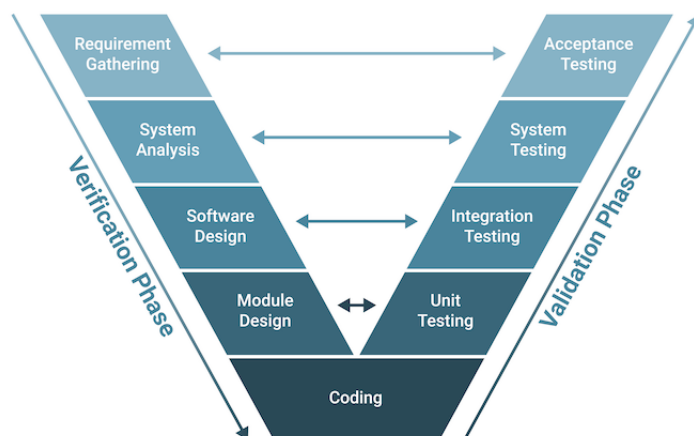 Requirement
Gathering
Acceptance
Testing
System
Analysis
System
Testing
Software
Design
Integration
Testing
Module
Design
Unit
Testing
Coding
Verification Phase
Validation Phase